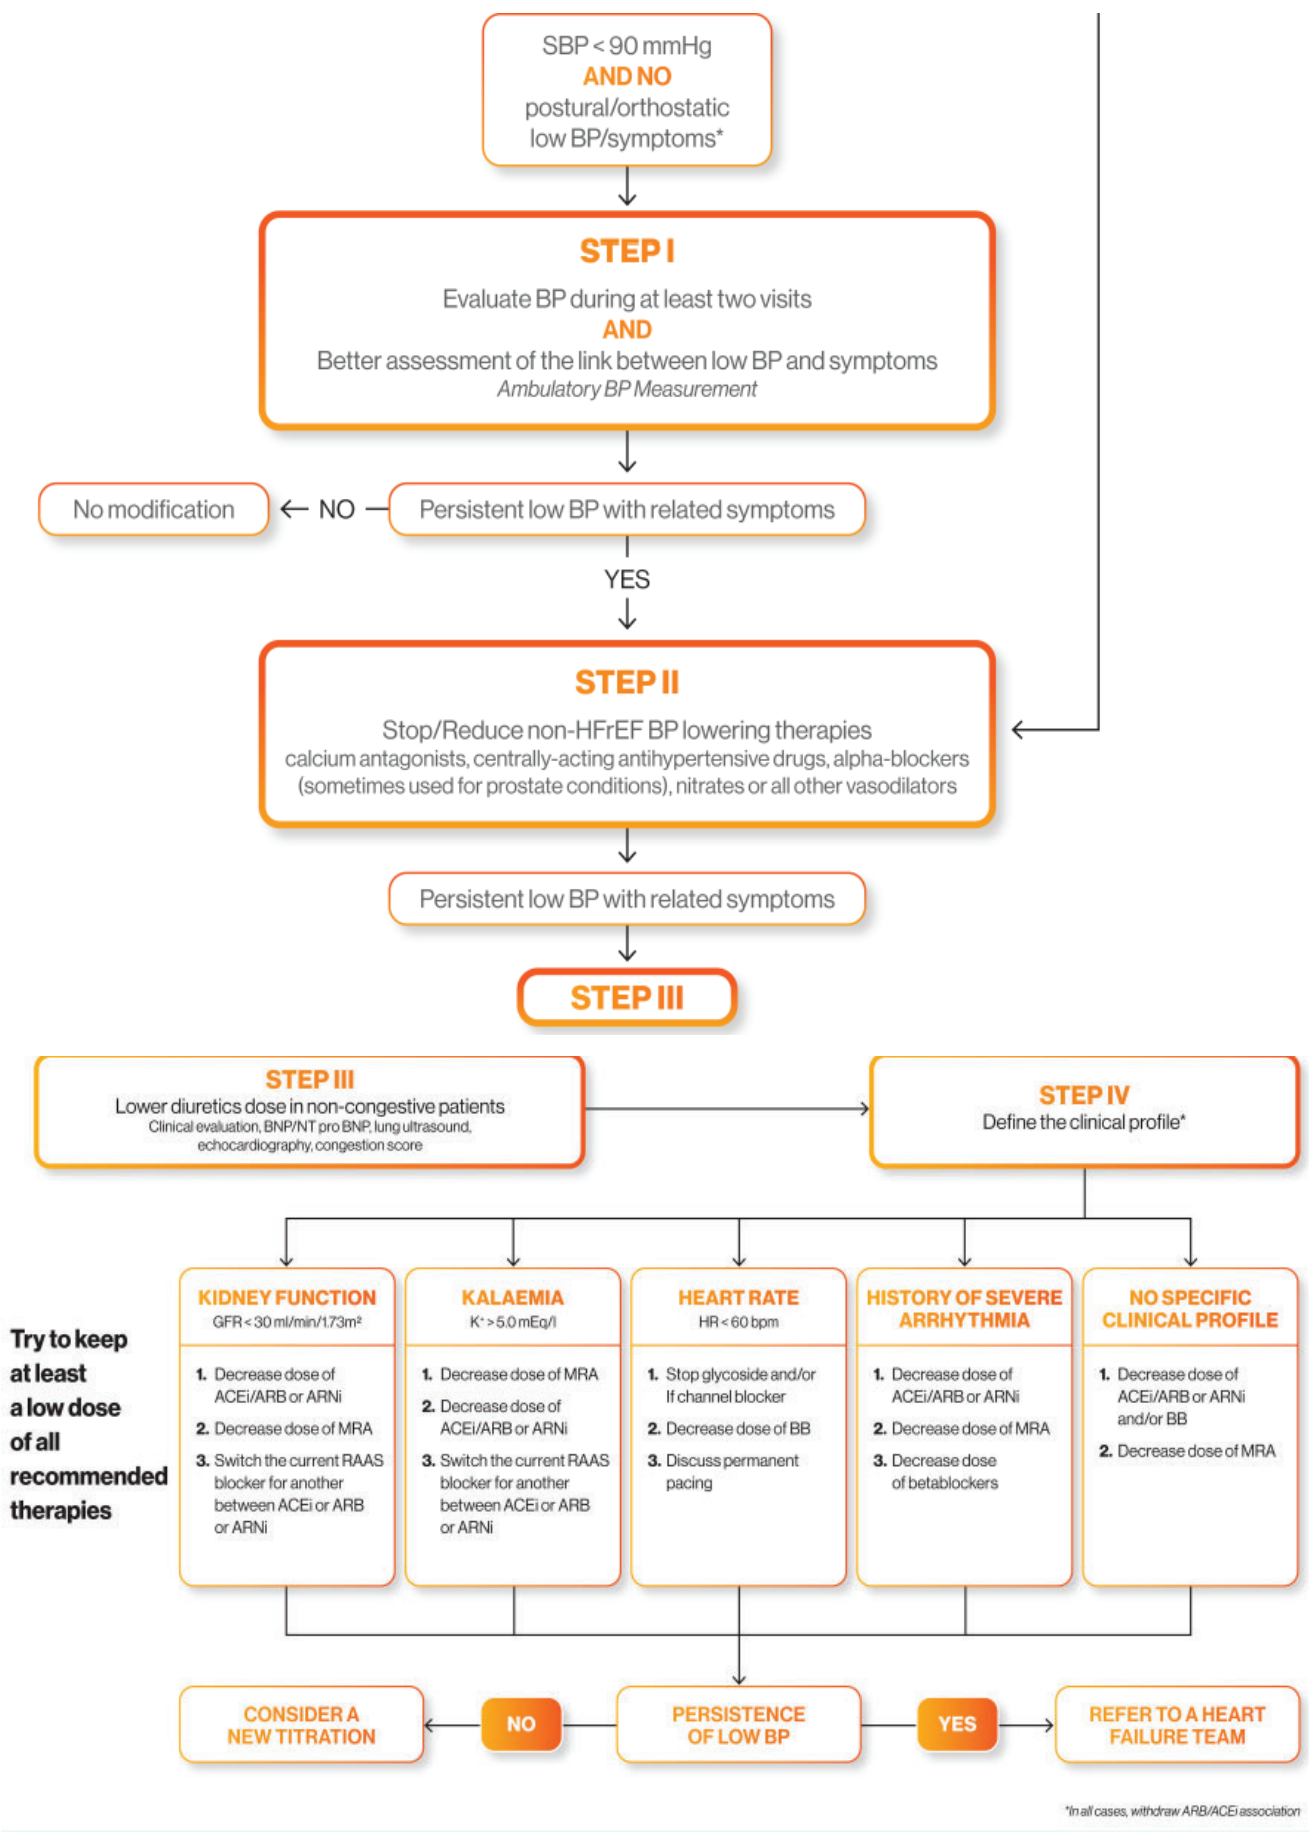 SBP < 90 mmHg
AND NO
postural/orthostatic
low BP/symptoms*
STEP I
Evaluate BP during at least two visits
AND
Better assessment of the link between low BP and symptoms
Ambulatory BP Measurement
No modification
NO
Persistent low BP with related symptoms
YES
STEP II
Stop/Reduce non-HFrEF BP lowering therapies
calcium antagonists, centrally-acting antihypertensive drugs, alpha-blockers
(sometimes used for prostate conditions), nitrates or all other vasodilators
Persistent low BP with related symptoms
STEP III
STEP III
Lower diuretics dose in non-congestive patients
Clinical evaluation, BNP/NT pro BNP, lung ultrasound,
echocardiography, congestion score
STEP IV
Define the clinical profile*
Try to keep
at least
a low dose
of all
recommended
therapies
KIDNEY FUNCTION
GFR < 30 ml/min/1.73m²
1. Decrease dose of
ACEi/ARB or ARNi
2. Decrease dose of MRA
3. Switch the current RAAS
blocker for another
between ACEi or ARB
or ARNi
KALAEMIA
K⁺ > 5.0 mEq/l
1. Decrease dose of MRA
2. Decrease dose of
ACEi/ARB or ARNi
3. Switch the current RAAS
blocker for another
between ACEi or ARB
or ARNi
HEART RATE
HR < 60 bpm
1. Stop glycoside and/or
If channel blocker
2. Decrease dose of BB
3. Discuss permanent
pacing
HISTORY OF SEVERE
ARRHYTHMIA
1. Decrease dose of
ACEi/ARB or ARNi
2. Decrease dose of MRA
3. Decrease dose
of betablockers
NO SPECIFIC
CLINICAL PROFILE
1. Decrease dose of
ACEi/ARB or ARNi
and/or BB
2. Decrease dose of MRA
CONSIDER A
NEW TITRATION
NO
PERSISTENCE
OF LOW BP
YES
REFER TO A HEART
FAILURE TEAM
*In all cases, withdraw ARB/ACEi association